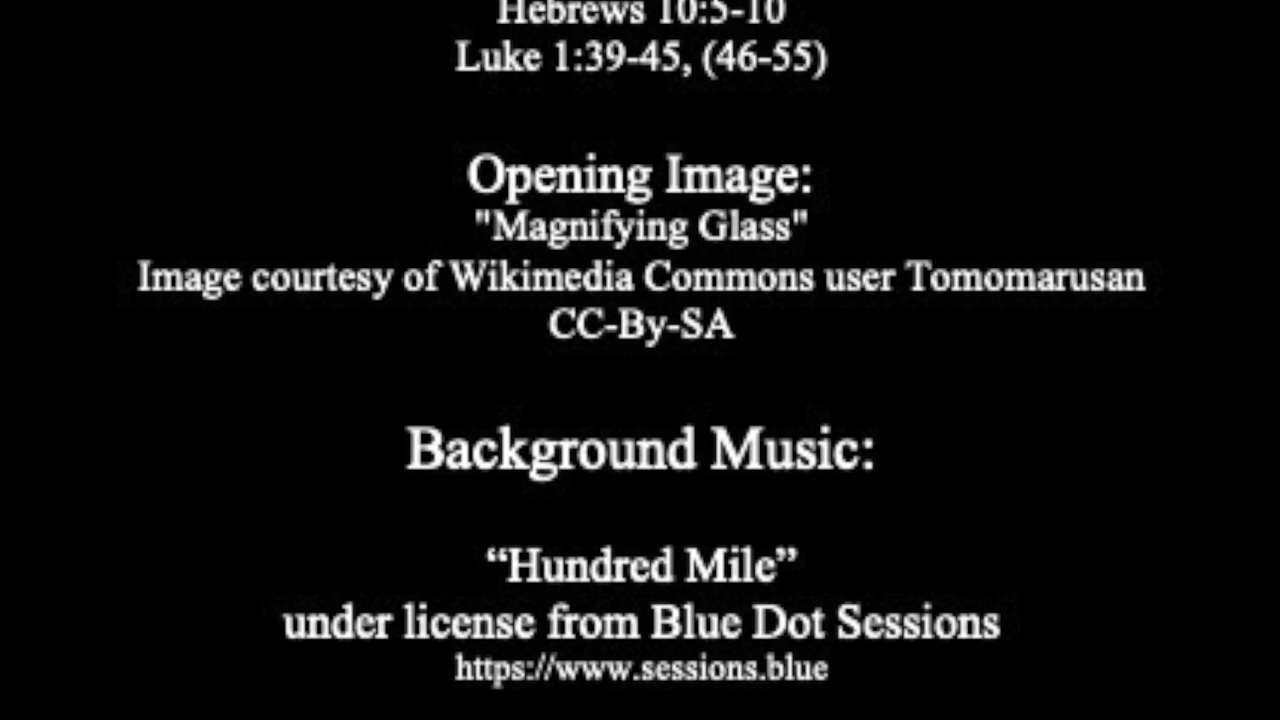 Hebrews 10:5-10
Luke 1:39-45, (46-55)
Opening Image:
"Magnifying Glass"
Image courtesy of Wikimedia Commons user Tomomarusan
CC-By-SA
Background Music:
“Hundred Mile”
under license from Blue Dot Sessions
https://www.sessions.blue